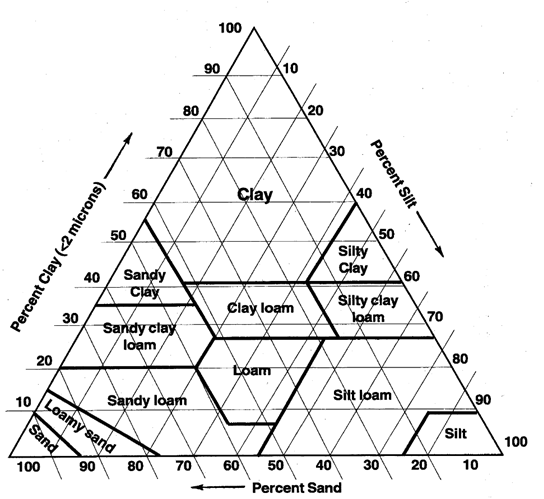 100
90
10
80
20
70
30
Percent Clay (<2 microns)
Percent Silt
60
Clay
40
50
50
Silty
Clay
60
Sandy
Clay
40
Clay loam
Silty clay
loam
30
Sandy clay
loam
70
20
Loam
80
Sandy loam
Silt loam
10
Loamy sand
90
Sand
Silt
100
100
90
80
70
60
50
40
30
20
10
Percent Sand